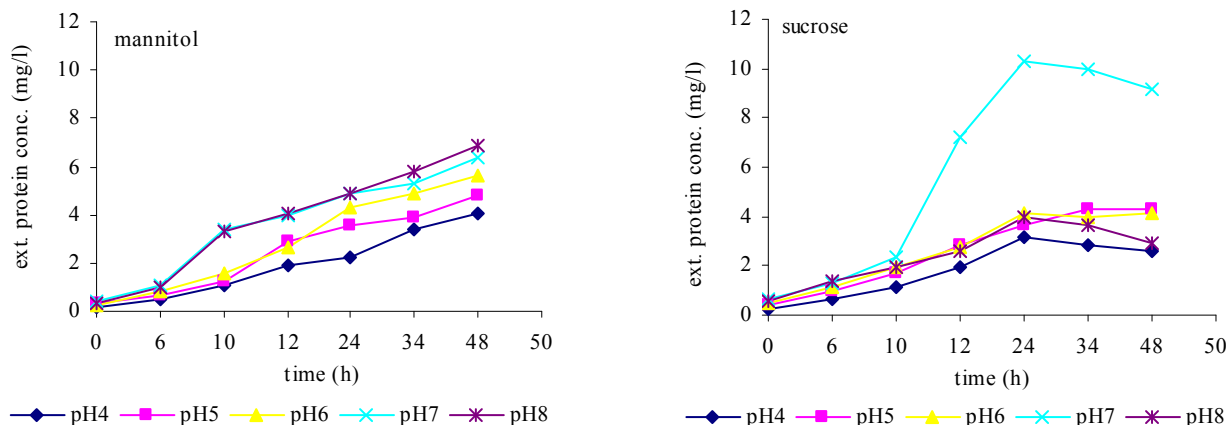 mannitol
ext. protein conc. (mg/l)
12
10
8
6
4
2
0
0 6 10 12 24 34 48 50
time (h)
pH4 pH5 pH6 pH7 pH8
sucrose
ext. protein conc. (mg/l)
12
10
8
6
4
2
0
0 6 10 12 24 34 48 50
time (h)
pH4 pH5 pH6 pH7 pH8